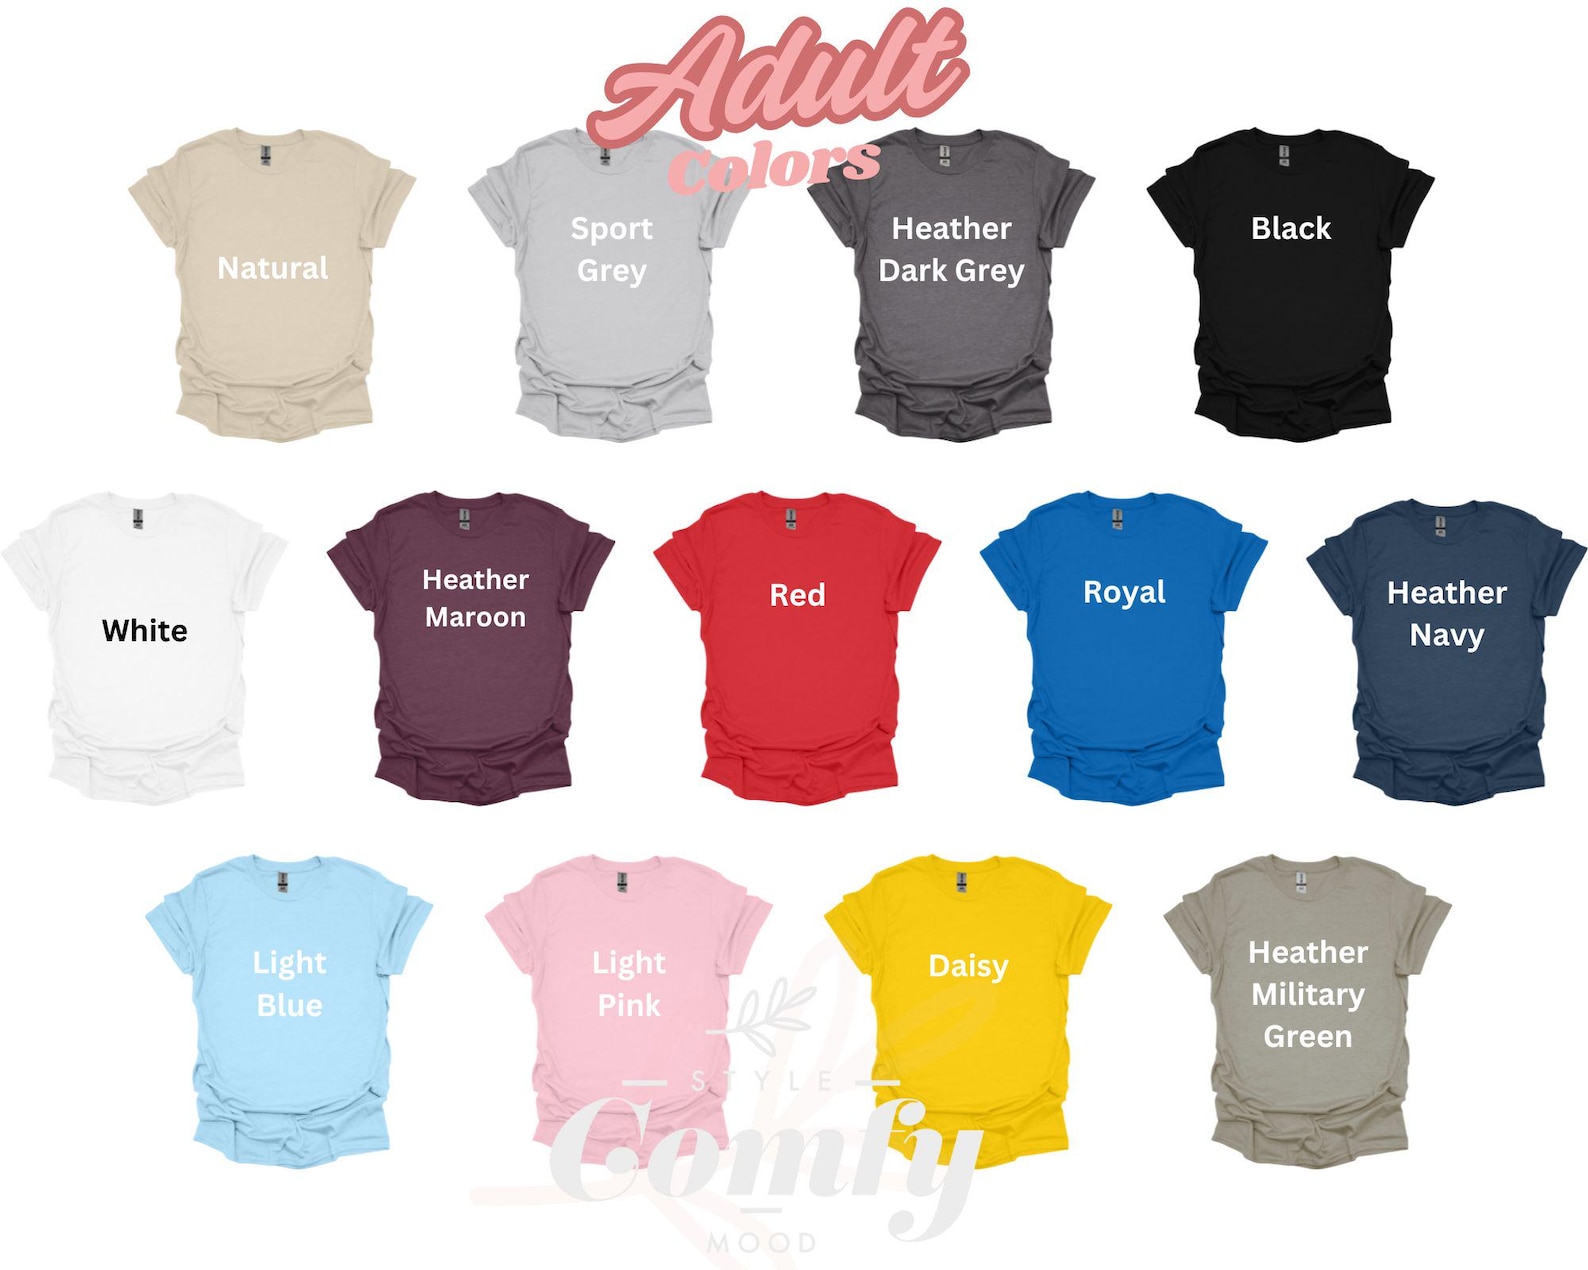 Adult
Colors
Natural
Sport
Grey
Heather
Dark Grey
Black
White
Heather
Maroon
Red
Royal
Heather
Navy
Light
Blue
Light
Pink
Daisy
Heather
Military
Green
STYLE
Comfy
MOOD